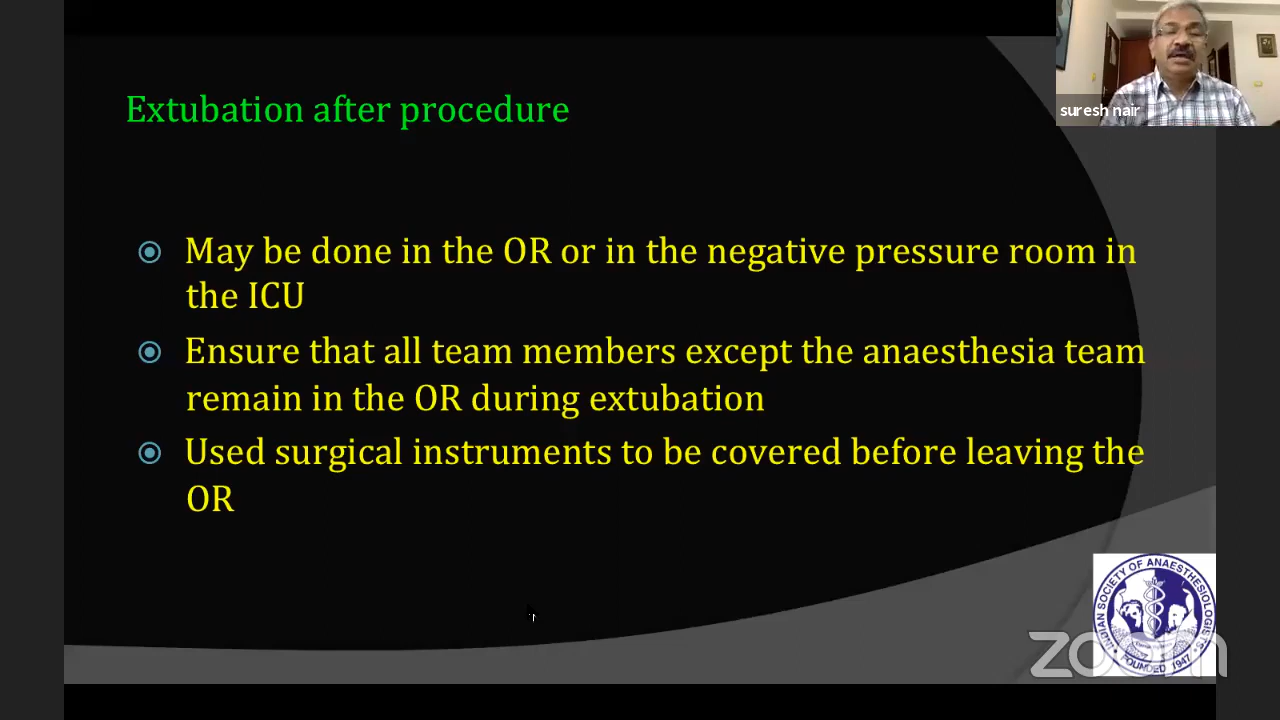 suresh nair
Extubation after procedure
May be done in the OR or in the negative pressure room in
the ICU
Ensure that all team members except the anaesthesia team
remain in the OR during extubation
Used surgical instruments to be covered before leaving the
OR
INDIAN SOCIETY OF ANAESTHESIOLOGISTS
FOUNDED 1947
zoom